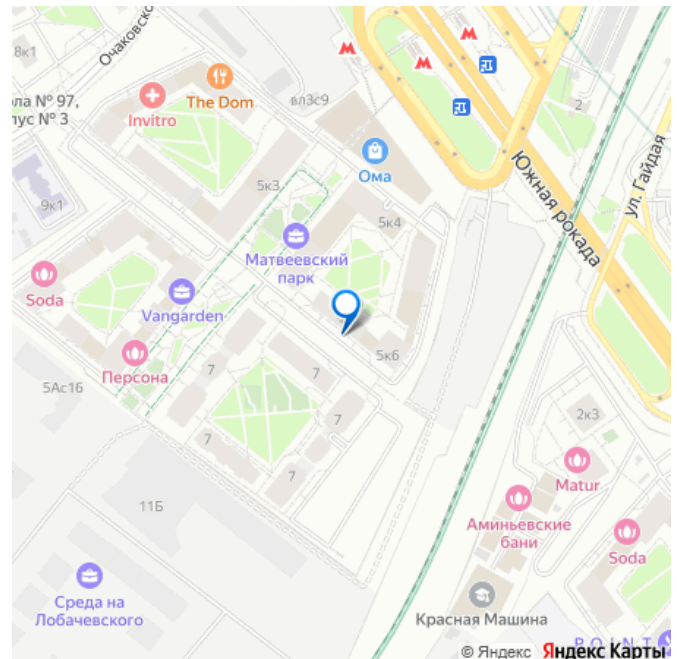 8к1
Очаковско
ола № 97,
пус № 3
The Dom
вл3с9
Invitro
2
Ома
Южная рокада
ул. Гайдая
9к1
5к3
5к4
Матвеевский
парк
Soda
Vangarden
Персона
7
7
5к6
5Ас16
7
7
2к3
Matur
11Б
Аминьевские
бани
Soda
Среда на
Лобачевского
Красная Машина
POINT
© Яндекс Яндекс Карты